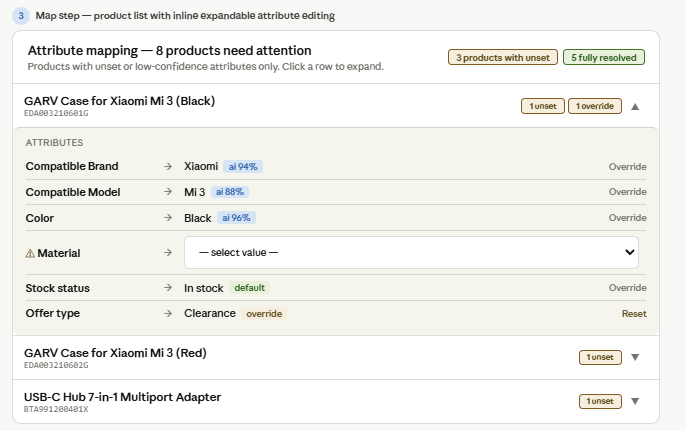 3 Map step — product list with inline expandable attribute editing
Attribute mapping — 8 products need attention
Products with unset or low-confidence attributes only. Click a row to expand.
3 products with unset
5 fully resolved
GARV Case for Xiaomi Mi 3 (Black)
EDA003210601G
1 unset
1 override
▲
ATTRIBUTES
Compatible Brand → Xiaomi ai 94% Override
Compatible Model → Mi 3 ai 88% Override
Color → Black ai 96% Override
⚠ Material → — select value —
Stock status → In stock default Override
Offer type → Clearance override Reset
GARV Case for Xiaomi Mi 3 (Red)
EDA003210602G
1 unset
▼
USB-C Hub 7-in-1 Multiport Adapter
BTA991200401X
1 unset
▼